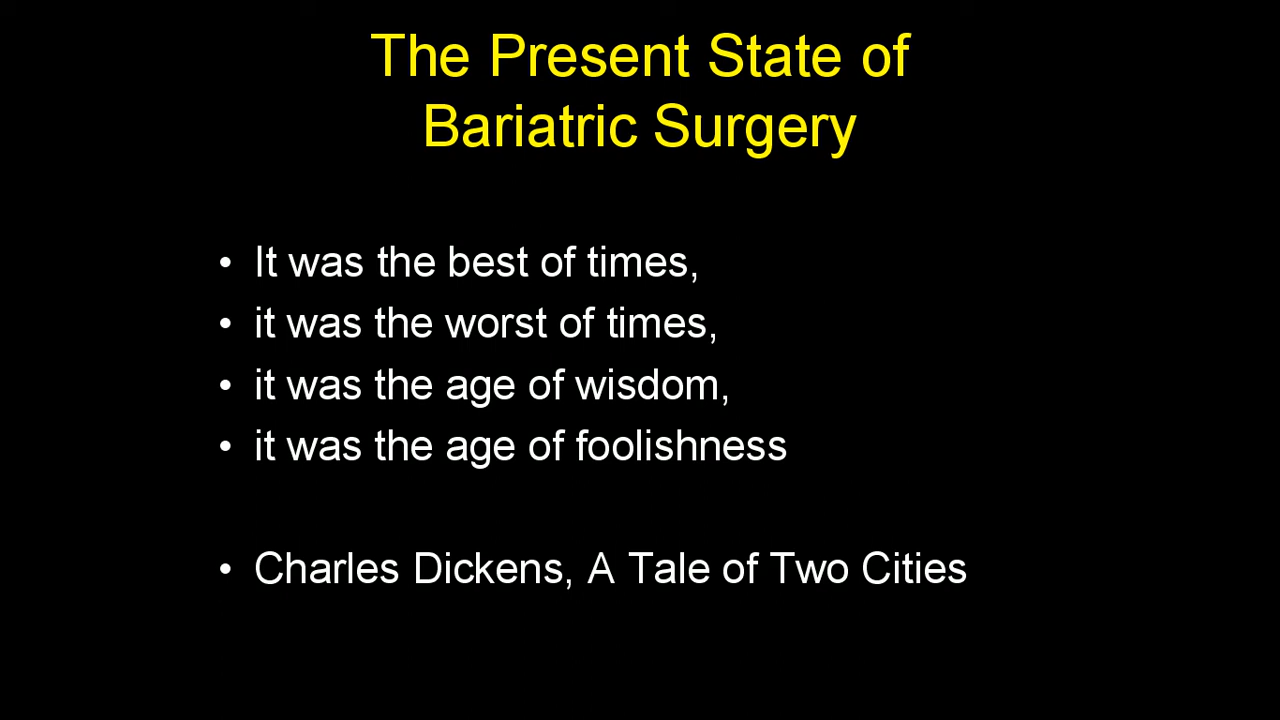 The Present State of
Bariatric Surgery
• It was the best of times,
• it was the worst of times,
• it was the age of wisdom,
• it was the age of foolishness
• Charles Dickens, A Tale of Two Cities